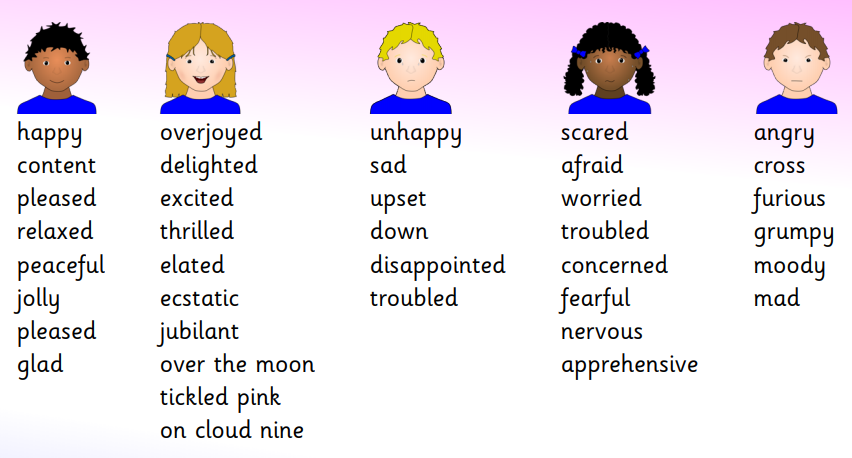 happy
content
pleased
relaxed
peaceful
jolly
pleased
glad
overjoyed
delighted
excited
thrilled
elated
ecstatic
jubilant
over the moon
tickled pink
on cloud nine
unhappy
sad
upset
down
disappointed
troubled
scared
afraid
worried
troubled
concerned
fearful
nervous
apprehensive
angry
cross
furious
grumpy
moody
mad